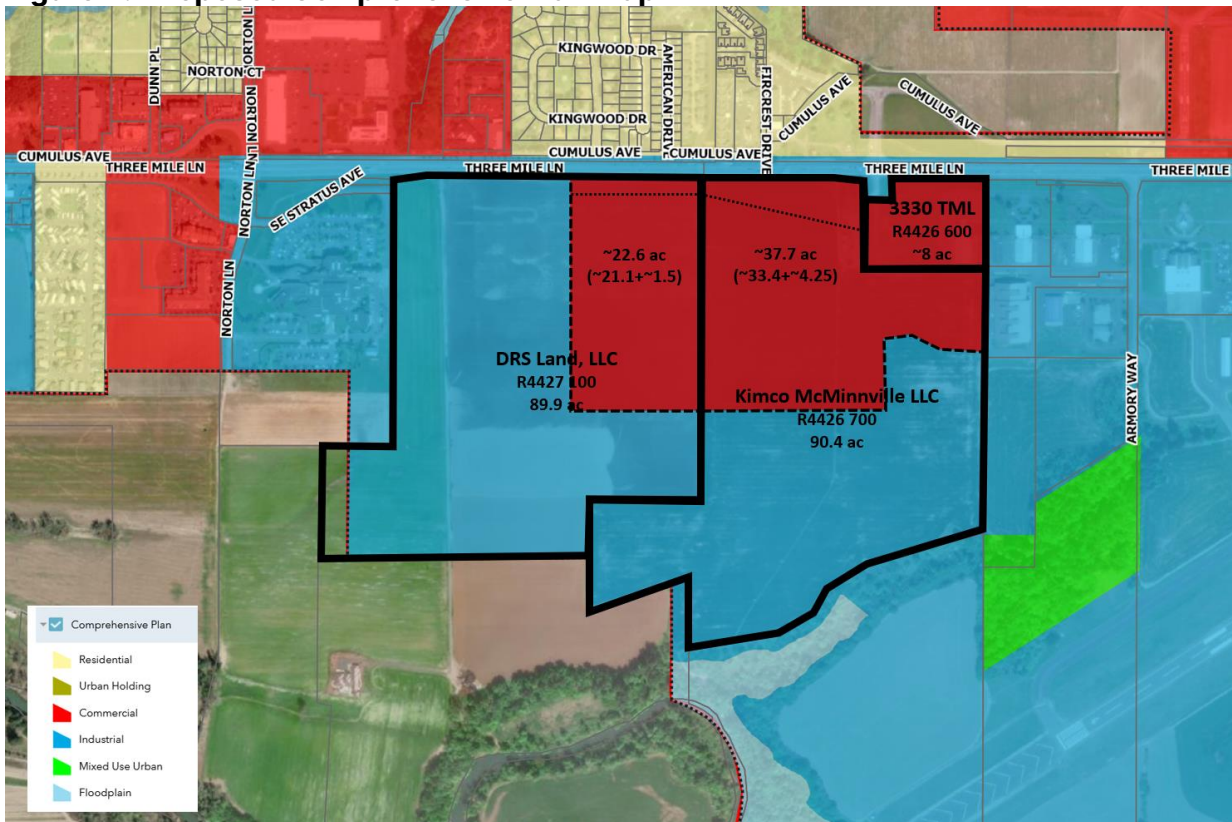 KINGWOOD DR
NORTON LN
DUNN PL
NORTON CT
AMERICAN DRIVE
FIRCREST DRIVE
CUMULUS AVE
CUMULUS AVE
KINGWOOD DR
NORTON LN
CUMULUS AVE
CUMULUS AVE
CUMULUS AVE
THREE MILE LN
THREE MILE LN
THREE MILE LN
THREE MILE
NORTON LN
SE STRATUS AVE
NORTON LN
3330 TML
R4426 600
~8 ac
~22.6 ac
(~21.1+~1.5)
~37.7 ac
(~33.4+~4.25)
DRS Land, LLC
R4427 100
89.9 ac
Kimco McMinnville LLC
R4426 700
90.4 ac
ARMORY WAY
Comprehensive Plan
Residential
Urban Holding
Commercial
Industrial
Mixed Use Urban
Floodplain